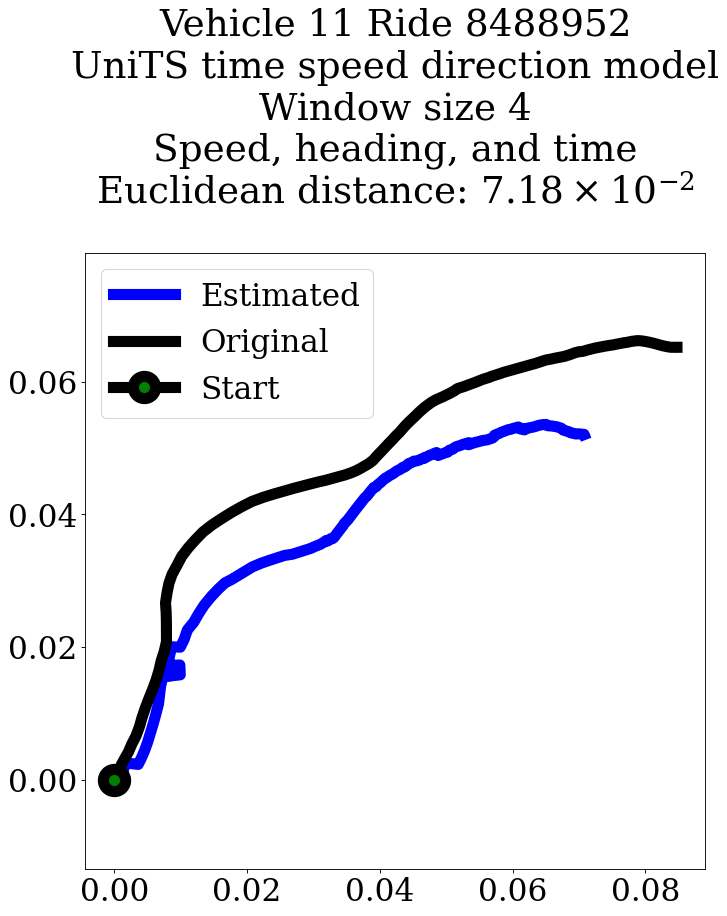 Vehicle 11 Ride 8488952
UniTS time speed direction model
Window size 4
Speed, heading, and time
Euclidean distance: $7.18 \times 10^{-2}$
Estimated
Original
Start
0.06
0.04
0.02
0.00
0.00 0.02 0.04 0.06 0.08